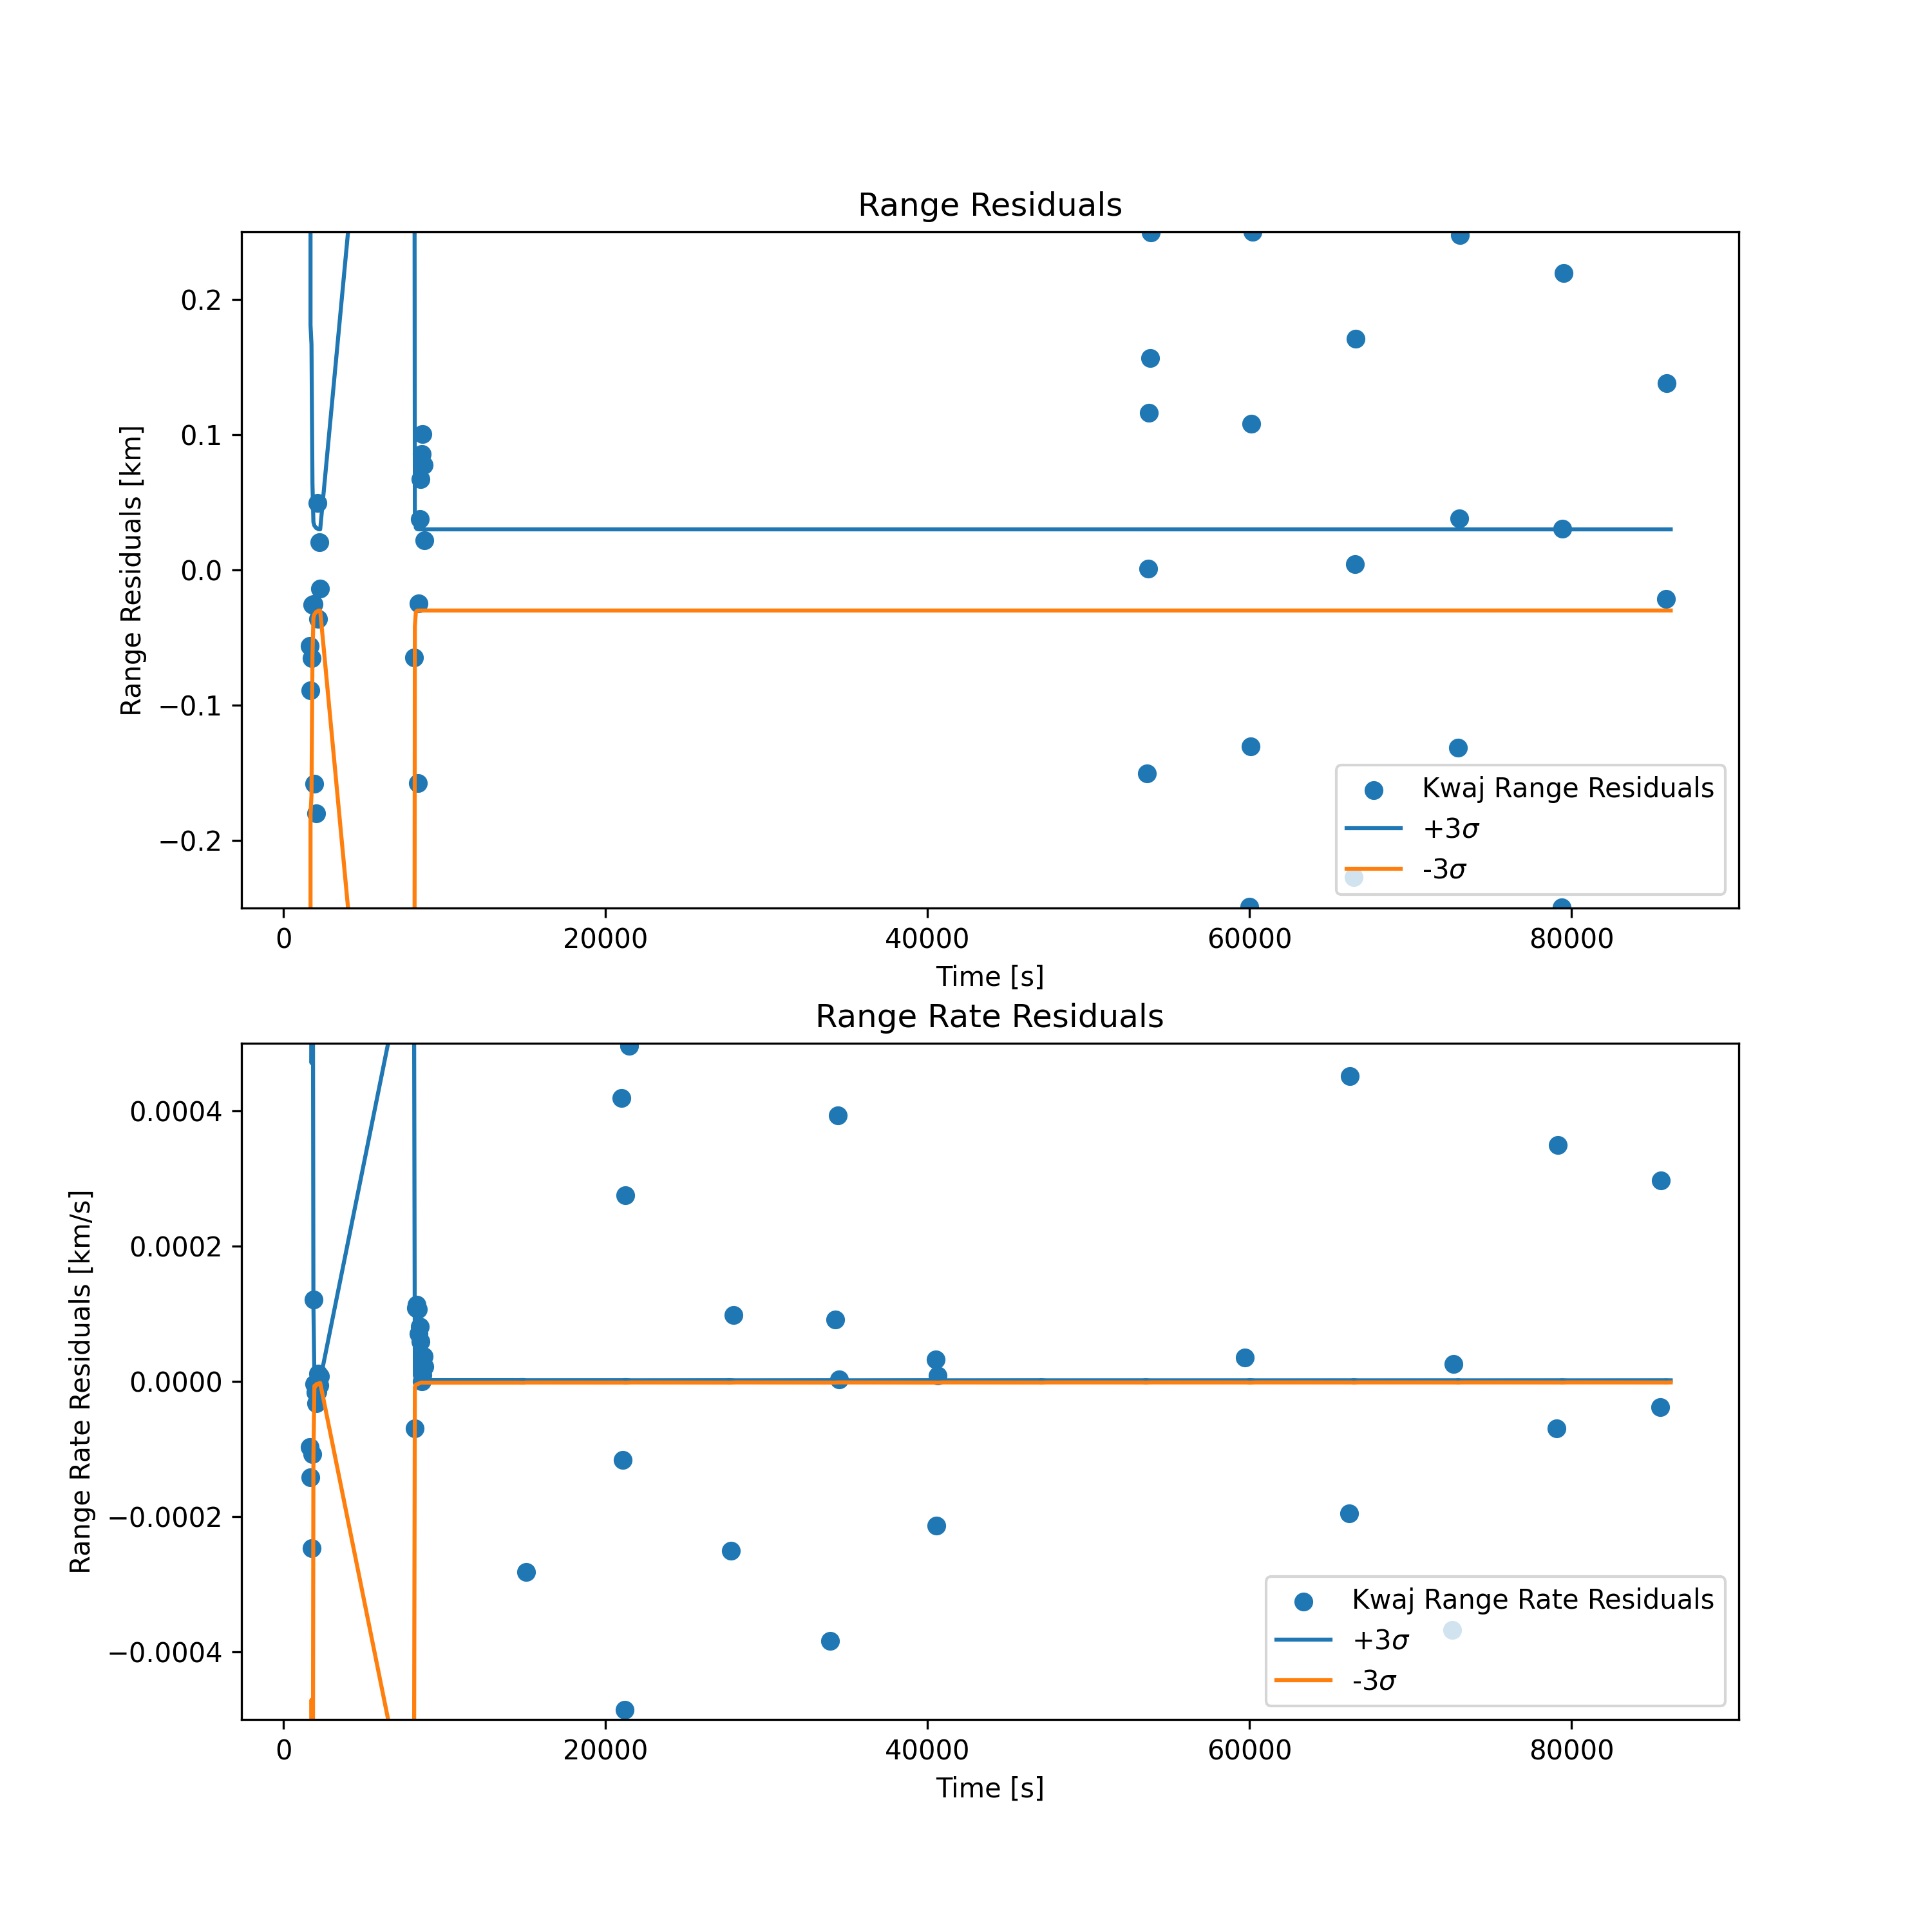 Range Residuals
Range Residuals [km]
0.2
0.1
0.0
−0.1
−0.2
Kwaj Range Residuals
+3σ
-3σ
0 20000 40000 60000 80000
Time [s]
Range Rate Residuals
Range Rate Residuals [km/s]
0.0004
0.0002
0.0000
−0.0002
−0.0004
Kwaj Range Rate Residuals
+3σ
-3σ
0 20000 40000 60000 80000
Time [s]